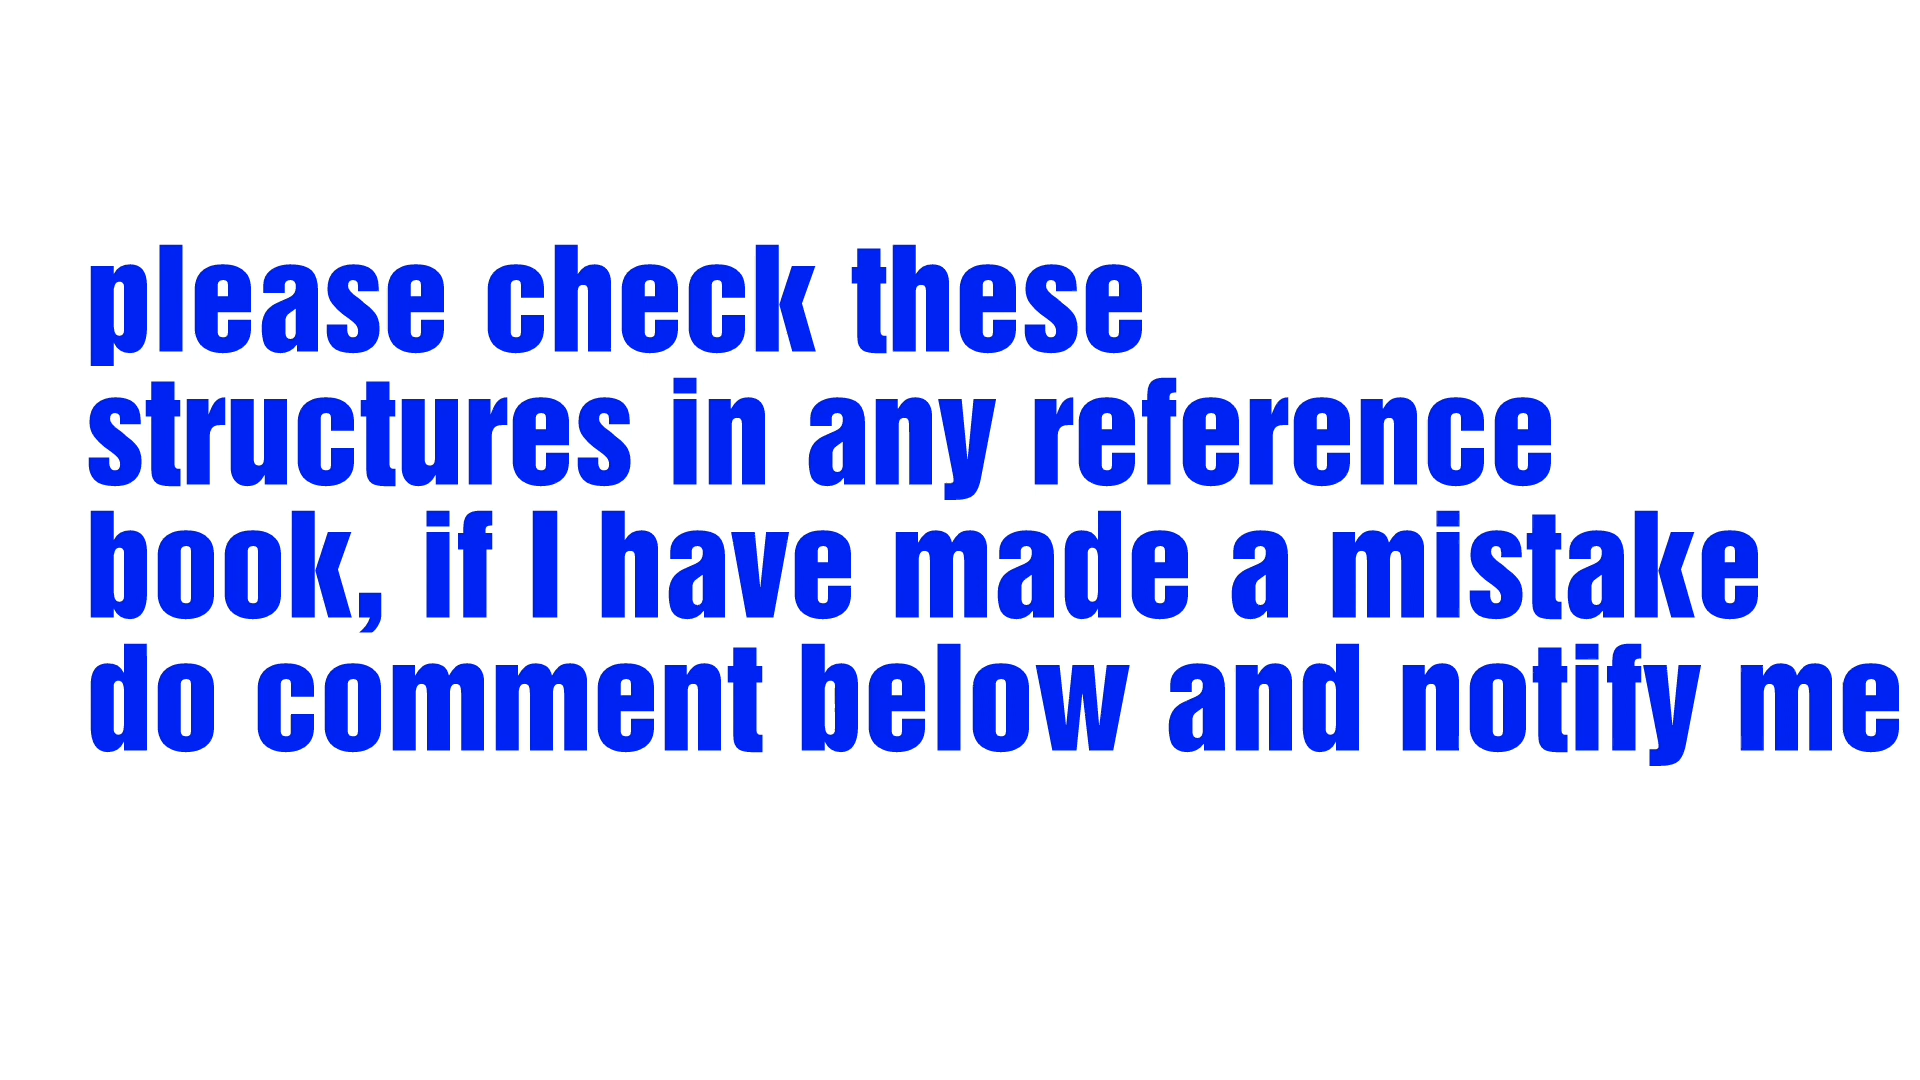 please check these
structures in any reference
book, if I have made a mistake
do comment below and notify me